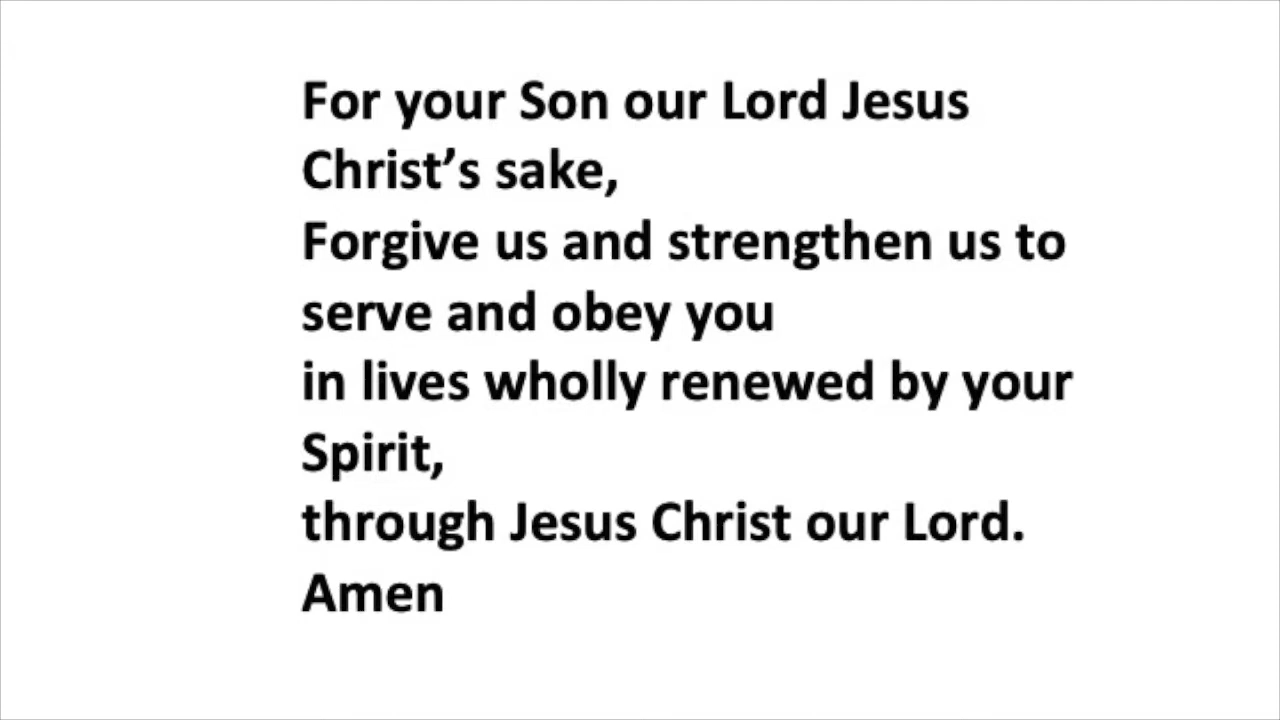 For your Son our Lord Jesus
Christ’s sake,
Forgive us and strengthen us to
serve and obey you
in lives wholly renewed by your
Spirit,
through Jesus Christ our Lord.
Amen